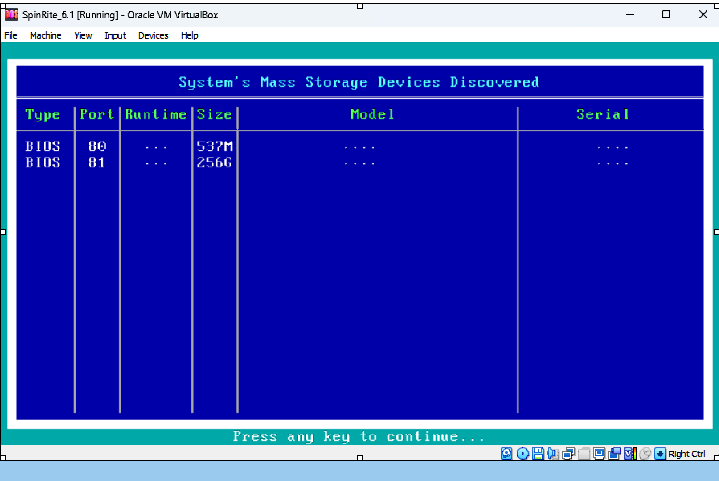 SpinRite_6.1 [Running] - Oracle VM VirtualBox
File Machine View Input Devices Help
System's Mass Storage Devices Discovered
Type Port Runtime Size Model Serial
BIOS 80 ... 537M .... ....
BIOS 81 ... 256G .... ....
Press any key to continue...
Right Ctrl